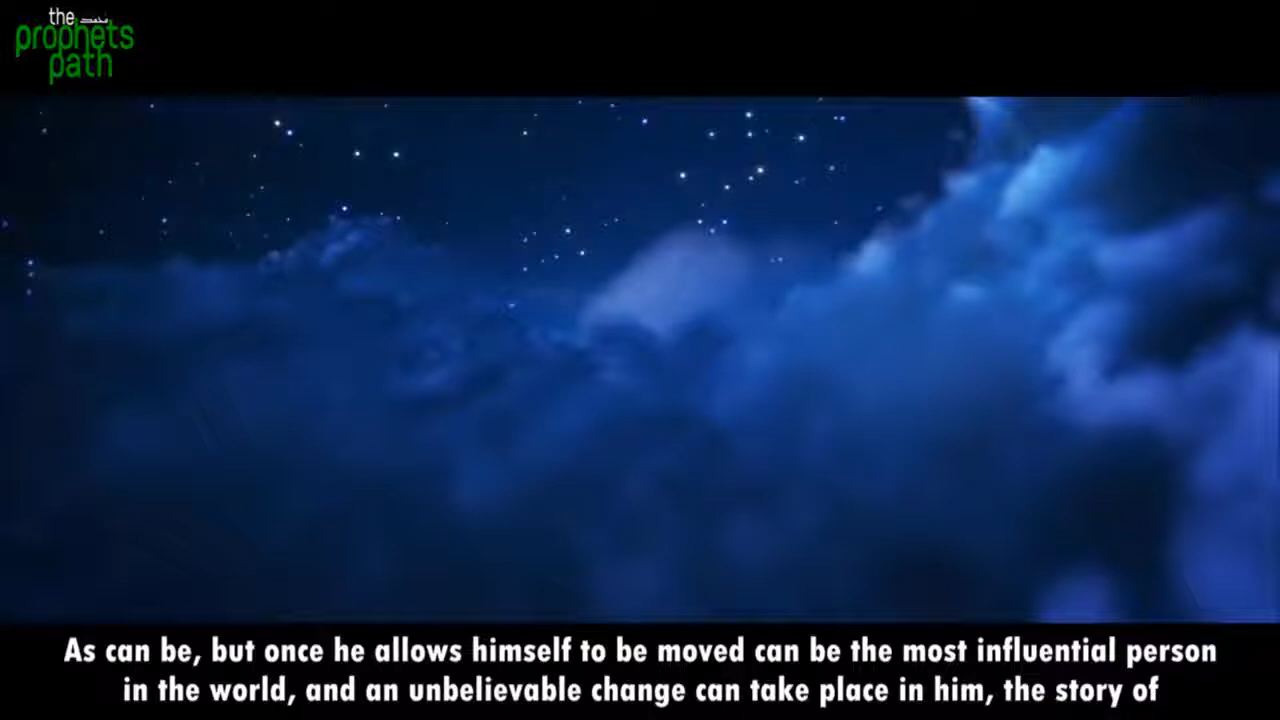 the محمد
prophets
path
As can be, but once he allows himself to be moved can be the most influential person
in the world, and an unbelievable change can take place in him, the story of